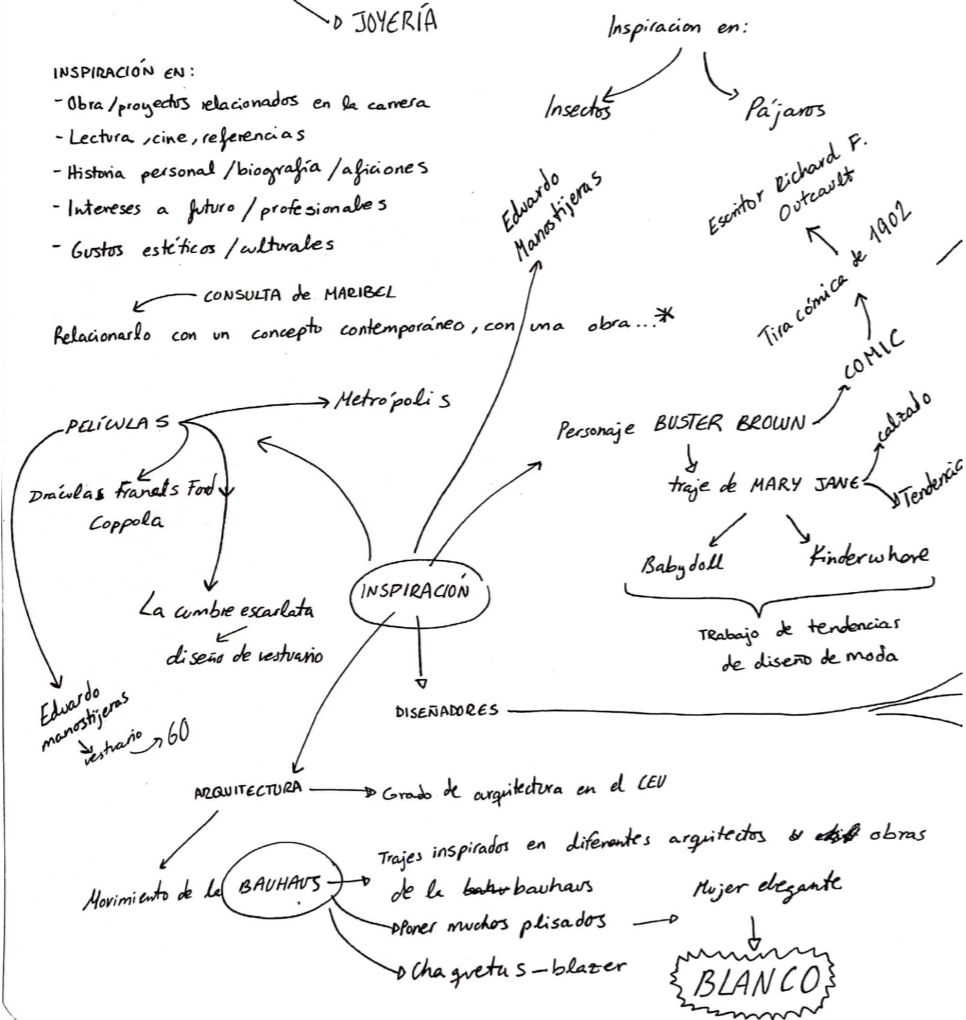 JOYERÍA
Inspiracion en:
Insectos
Pájaros
INSPIRACIÓN EN:
- Obra/proyectos relacionados en la carrera
- Lectura, cine, referencias
- Historia personal/biografía/aficiones
- Intereses a futuro/profesionales
- Gustos estéticos/culturales
CONSULTA de MARIBEL
Relacionarlo con un concepto contemporáneo, con una obra...*
Eduardo
Manostijeras
Escritor Richard F.
Outcault
Tira cómica de 1902
COMIC
Personaje BUSTER BROWN
traje de MARY JANE
calzado
Tendencia
Babydoll
Kinderwhore
Trabajo de tendencias
de diseño de moda
PELÍCULAS
Metrópolis
Coppola
La cumbre escarlata
diseño de vestuario
Eduardo
manostijeras
vestuario
60
INSPIRACIÓN
DISEÑADORES
ARQUITECTURA
Grado de arquitectura en el CEU
Movimiento de la BAUHAUS
Trajes inspirados en diferentes arquitectos obras
de la bauhaus
Poner muchos plisados
Mujer elegante
BLANCO
Chaquetas-blazer